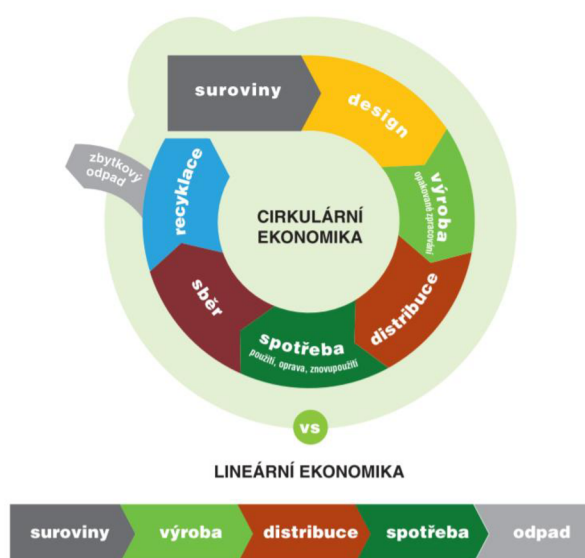 suroviny
design
výroba
opakované zpracování
distribuce
spotřeba
použití, oprava, znovupoužití
sběr
recyklace
zbytkový
odpad
CIRKULÁRNÍ
EKONOMIKA
vs
LINEÁRNÍ EKONOMIKA
suroviny
výroba
distribuce
spotřeba
odpad